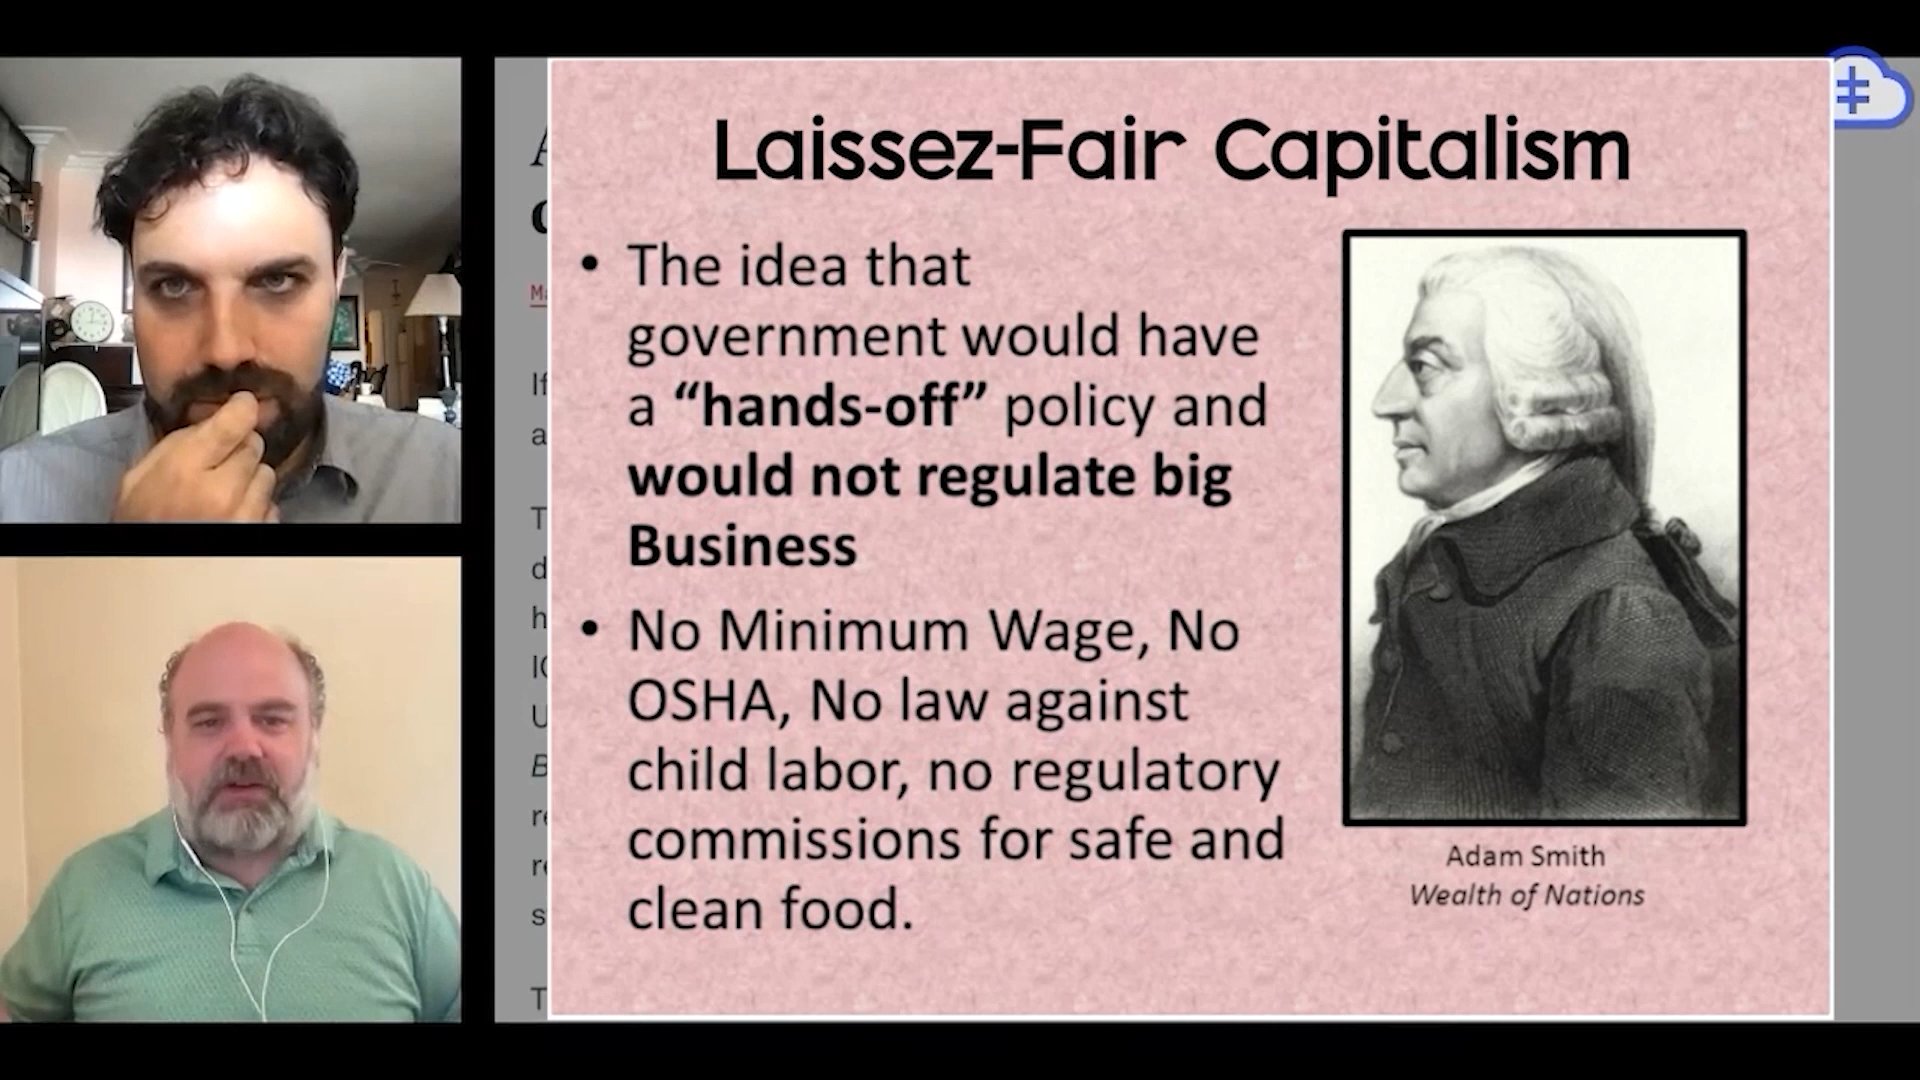 Laissez-Fair Capitalism
• The idea that
government would have
a “hands-off” policy and
would not regulate big
Business
• No Minimum Wage, No
OSHA, No law against
child labor, no regulatory
commissions for safe and
clean food.
Adam Smith
Wealth of Nations